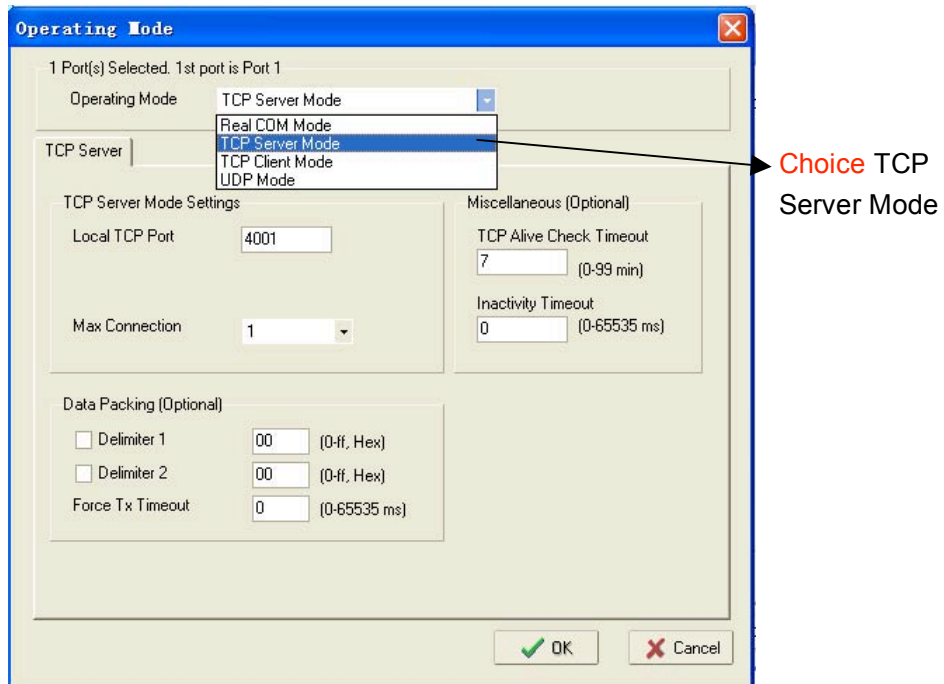 Operating Mode
1 Port(s) Selected. 1st port is Port 1
Operating Mode
TCP Server Mode
Real COM Mode
TCP Server Mode
TCP Client Mode
UDP Mode
TCP Server
Choice TCP
Server Mode
TCP Server Mode Settings
Local TCP Port
4001
Max Connection
1
Miscellaneous (Optional)
TCP Alive Check Timeout
7
(0-99 min)
Inactivity Timeout
0
(0-65535 ms)
Data Packing (Optional)
Delimiter 1
00
(0-ff, Hex)
Delimiter 2
00
(0-ff, Hex)
Force Tx Timeout
0
(0-65535 ms)
OK
Cancel